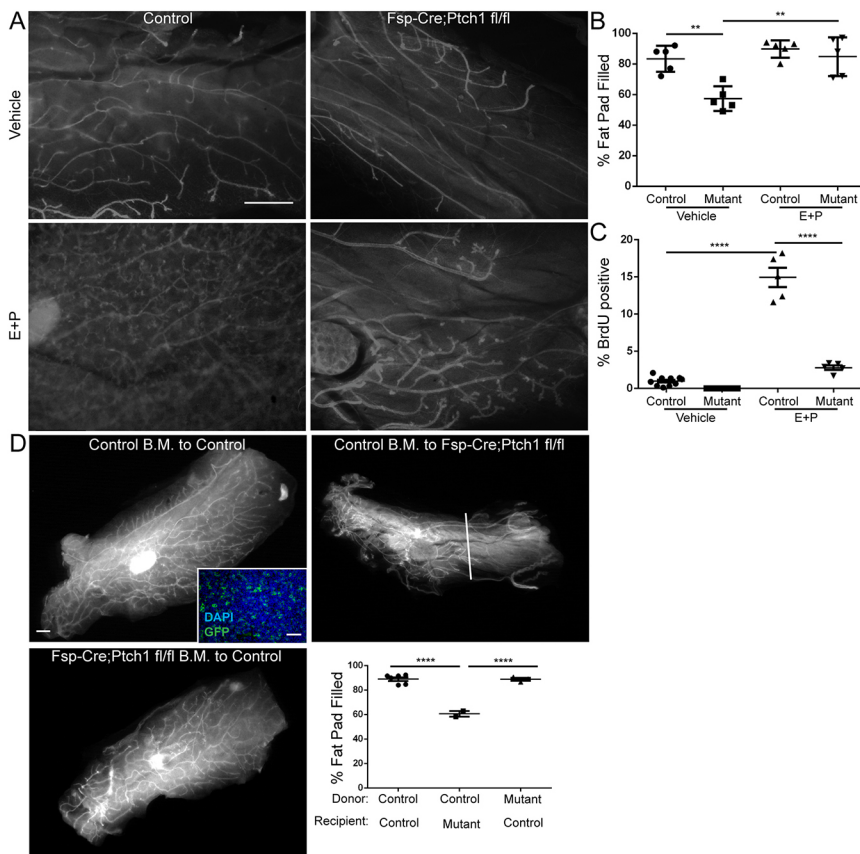 A
Control
Fsp-Cre;Ptch1 fl/fl
Vehicle
E+P
B
% Fat Pad Filled
100
80
60
40
20
0
**
**
Control Mutant Control Mutant
Vehicle E+P
C
% BrdU positive
20
15
10
5
0
****
****
Control Mutant Control Mutant
Vehicle E+P
D
Control B.M. to Control
Control B.M. to Fsp-Cre;Ptch1 fl/fl
DAPI
GFP
Fsp-Cre;Ptch1 fl/fl B.M. to Control
% Fat Pad Filled
100
80
60
40
20
0
****
****
Donor: Control Control Mutant
Recipient: Control Mutant Control